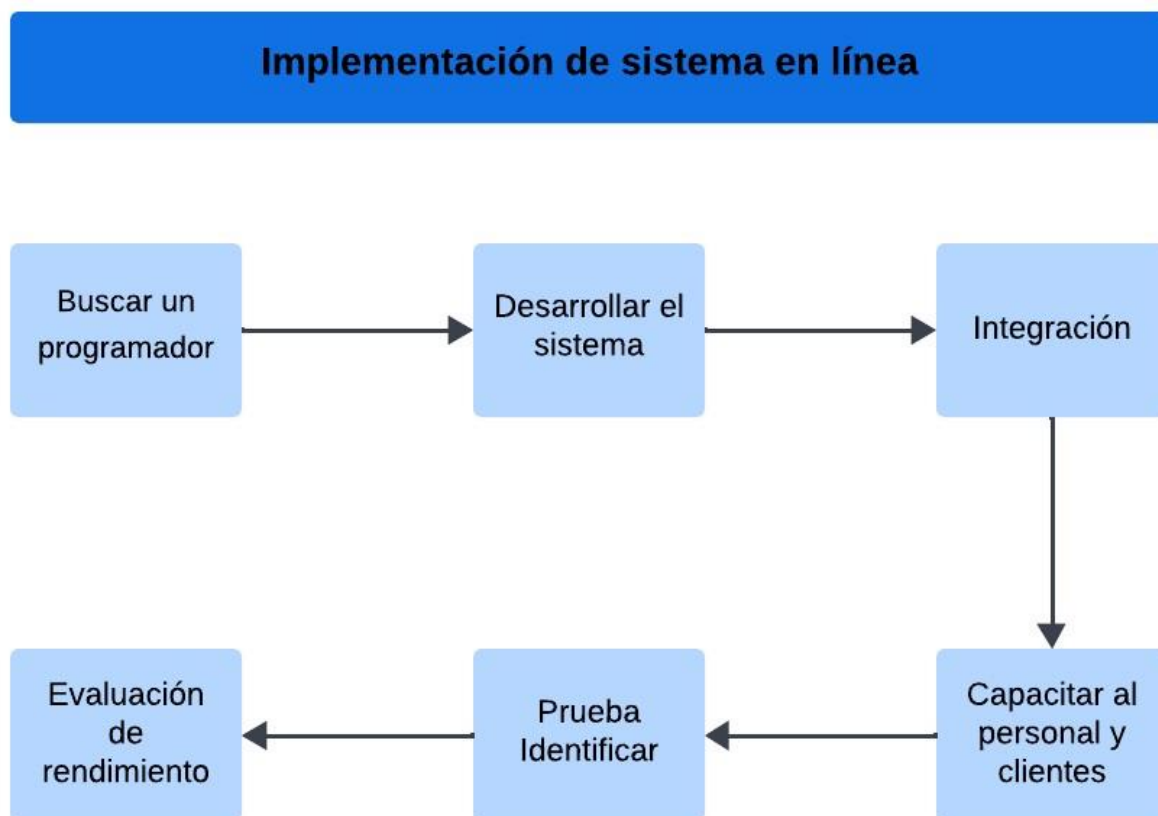 Implementación de sistema en línea
Buscar un
programador
Desarrollar el
sistema
Integración
Capacitar al
personal y
clientes
Prueba
Identificar
Evaluación
de
rendimiento